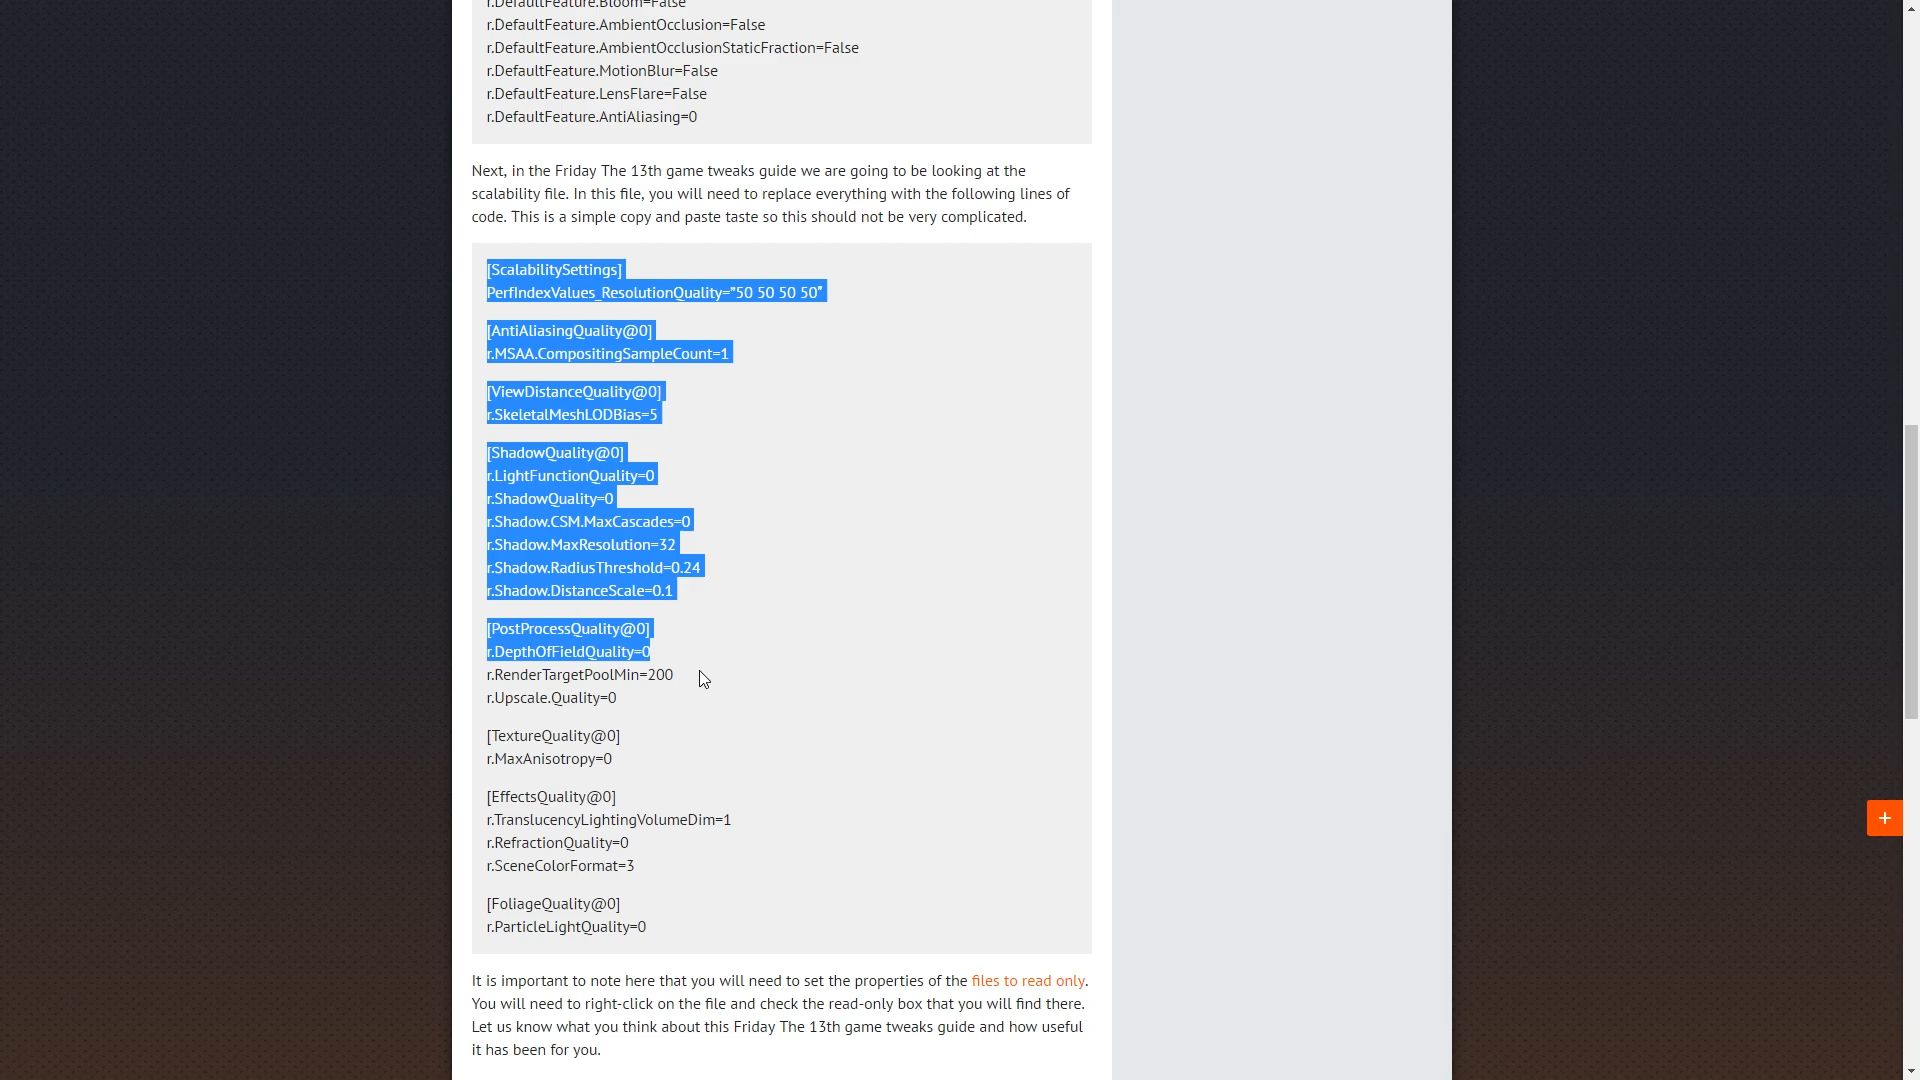 r.DefaultFeature.Bloom=False
r.DefaultFeature.AmbientOcclusion=False
r.DefaultFeature.AmbientOcclusionStaticFraction=False
r.DefaultFeature.MotionBlur=False
r.DefaultFeature.LensFlare=False
r.DefaultFeature.AntiAliasing=0
Next, in the Friday The 13th game tweaks guide we are going to be looking at the
scalability file. In this file, you will need to replace everything with the following lines of
code. This is a simple copy and paste taste so this should not be very complicated.
[ScalabilitySettings]
PerfIndexValues_ResolutionQuality=”50 50 50 50″
[AntiAliasingQuality@0]
r.MSAA.CompositingSampleCount=1
[ViewDistanceQuality@0]
r.SkeletalMeshLODBias=5
[ShadowQuality@0]
r.LightFunctionQuality=0
r.ShadowQuality=0
r.Shadow.CSM.MaxCascades=0
r.Shadow.MaxResolution=32
r.Shadow.RadiusThreshold=0.24
r.Shadow.DistanceScale=0.1
[PostProcessQuality@0]
r.DepthOfFieldQuality=0
r.RenderTargetPoolMin=200
r.Upscale.Quality=0
[TextureQuality@0]
r.MaxAnisotropy=0
[EffectsQuality@0]
r.TranslucencyLightingVolumeDim=1
r.RefractionQuality=0
r.SceneColorFormat=3
[FoliageQuality@0]
r.ParticleLightQuality=0
It is important to note here that you will need to set the properties of the files to read only.
You will need to right-click on the file and check the read-only box that you will find there.
Let us know what you think about this Friday The 13th game tweaks guide and how useful
it has been for you.